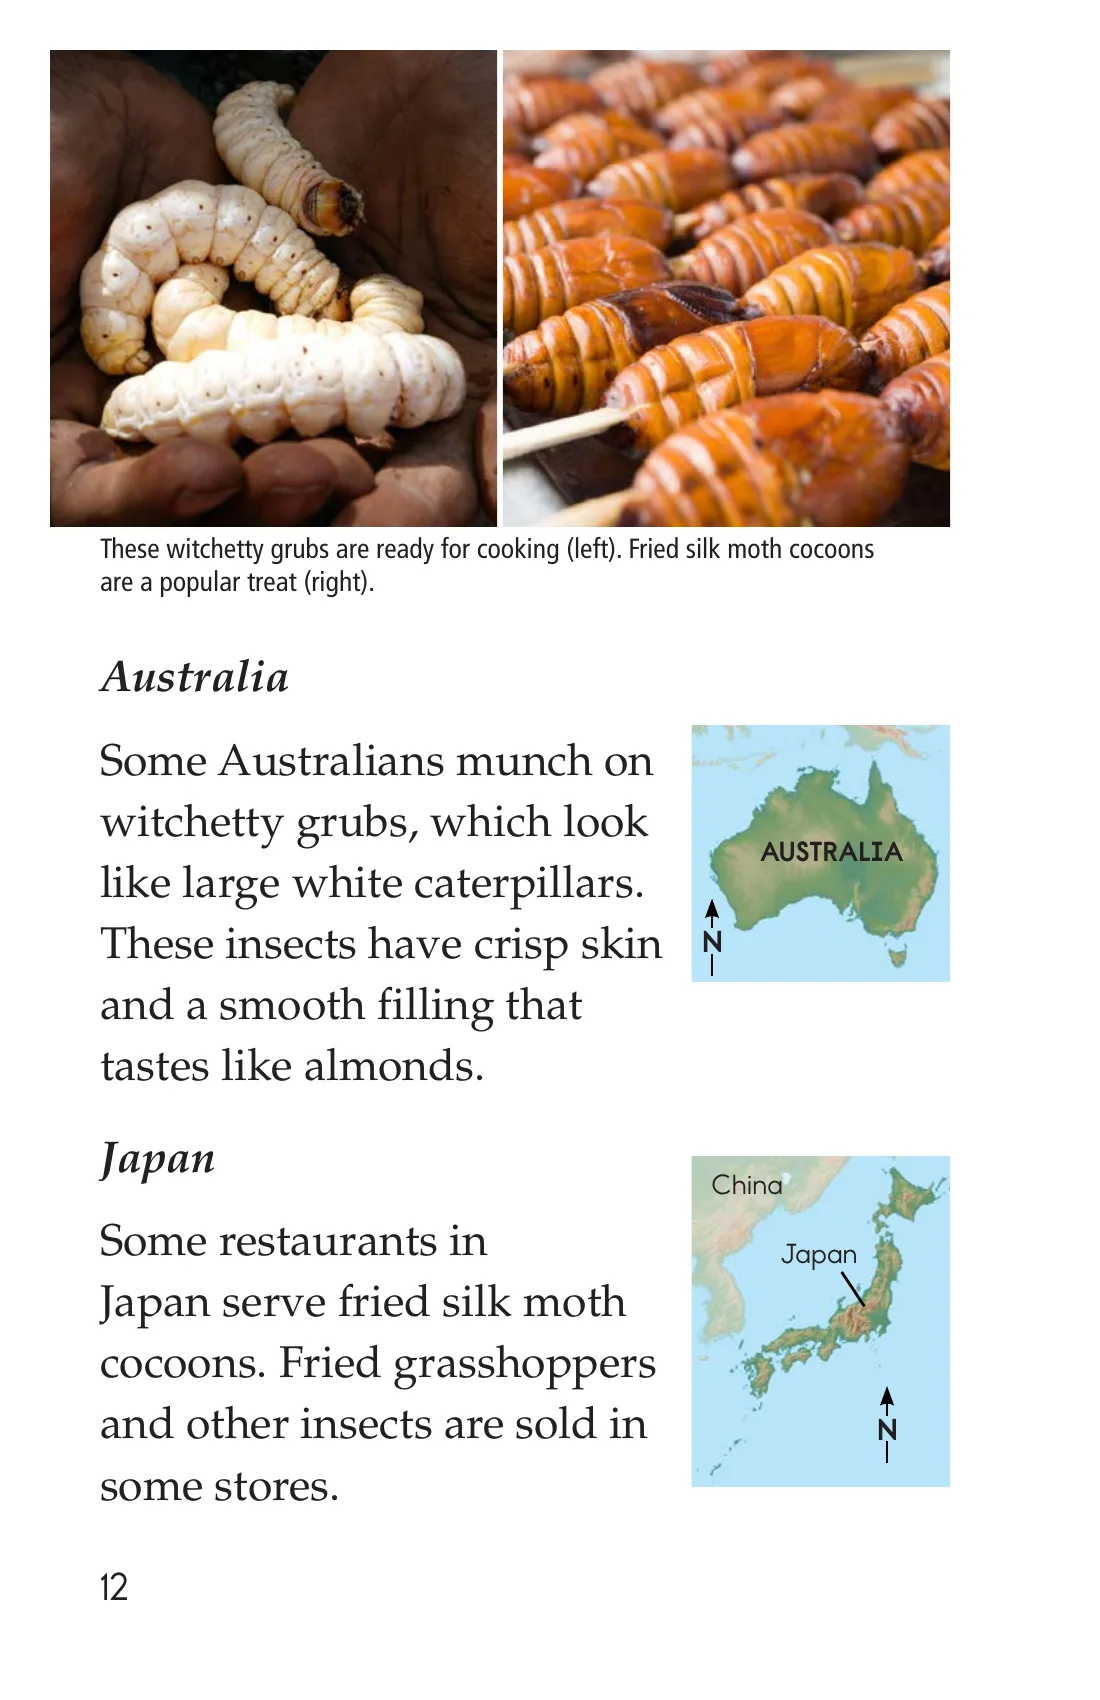 These witchetty grubs are ready for cooking (left). Fried silk moth cocoons
are a popular treat (right).
Australia
Some Australians munch on
witchetty grubs, which look
like large white caterpillars.
These insects have crisp skin
and a smooth filling that
tastes like almonds.
AUSTRALIA
N
Japan
Some restaurants in
Japan serve fried silk moth
cocoons. Fried grasshoppers
and other insects are sold in
some stores.
China
Japan
N
12